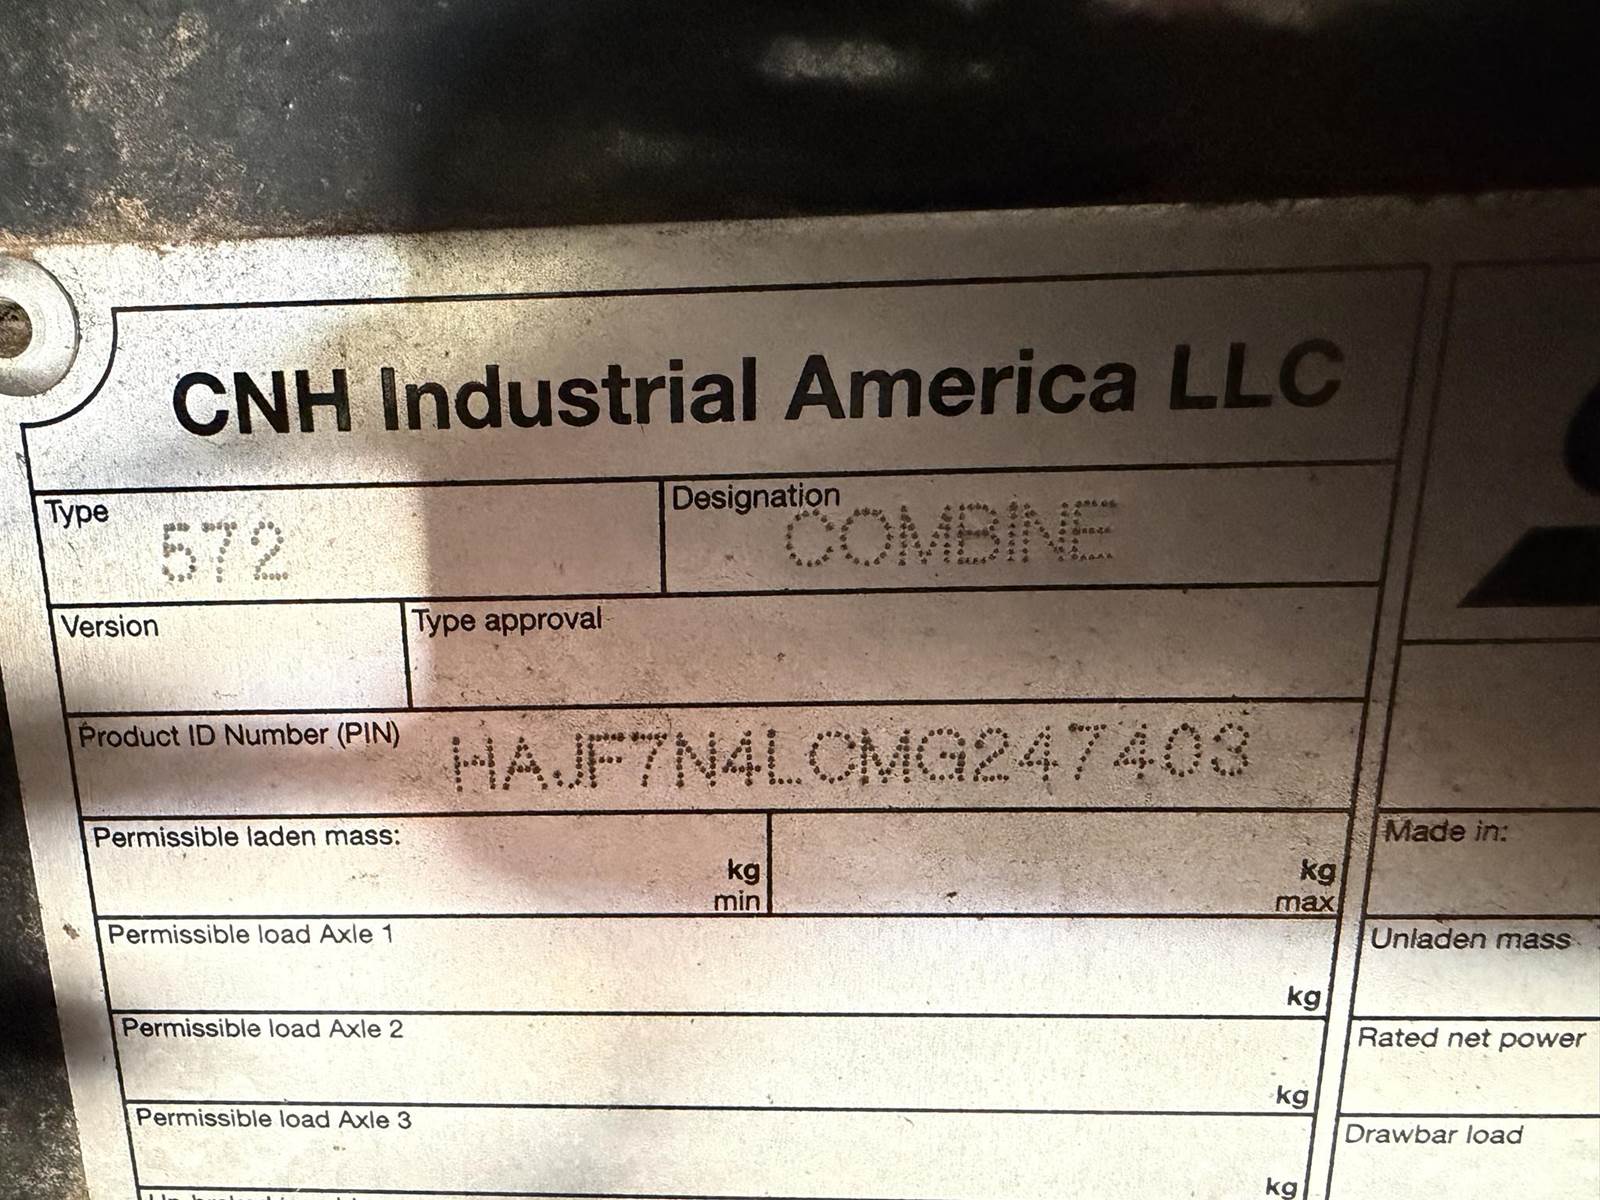 CNH Industrial America LLC
Type 572
Designation COMBINE
Version
Type approval
Product ID Number (PIN) HAJF7N4LCMG247403
Permissible laden mass:
kg
min
kg
max
Made in:
Permissible load Axle 1
kg
Unladen mass
Permissible load Axle 2
kg
Rated net power
Permissible load Axle 3
kg
Drawbar load